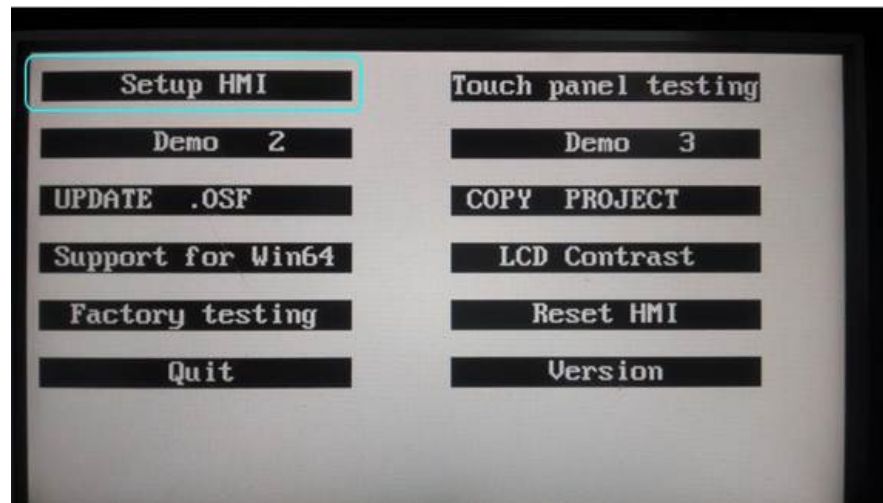 Setup HMI
Touch panel testing
Demo 2
Demo 3
UPDATE .OSF
COPY PROJECT
Support for Win64
LCD Contrast
Factory testing
Reset HMI
Quit
Version